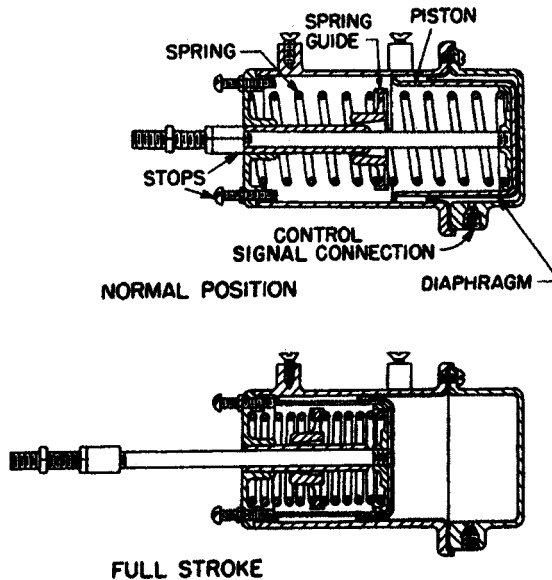 SPRING
SPRING
GUIDE
PISTON
STOPS
CONTROL
SIGNAL CONNECTION
DIAPHRAGM
NORMAL POSITION
FULL STROKE